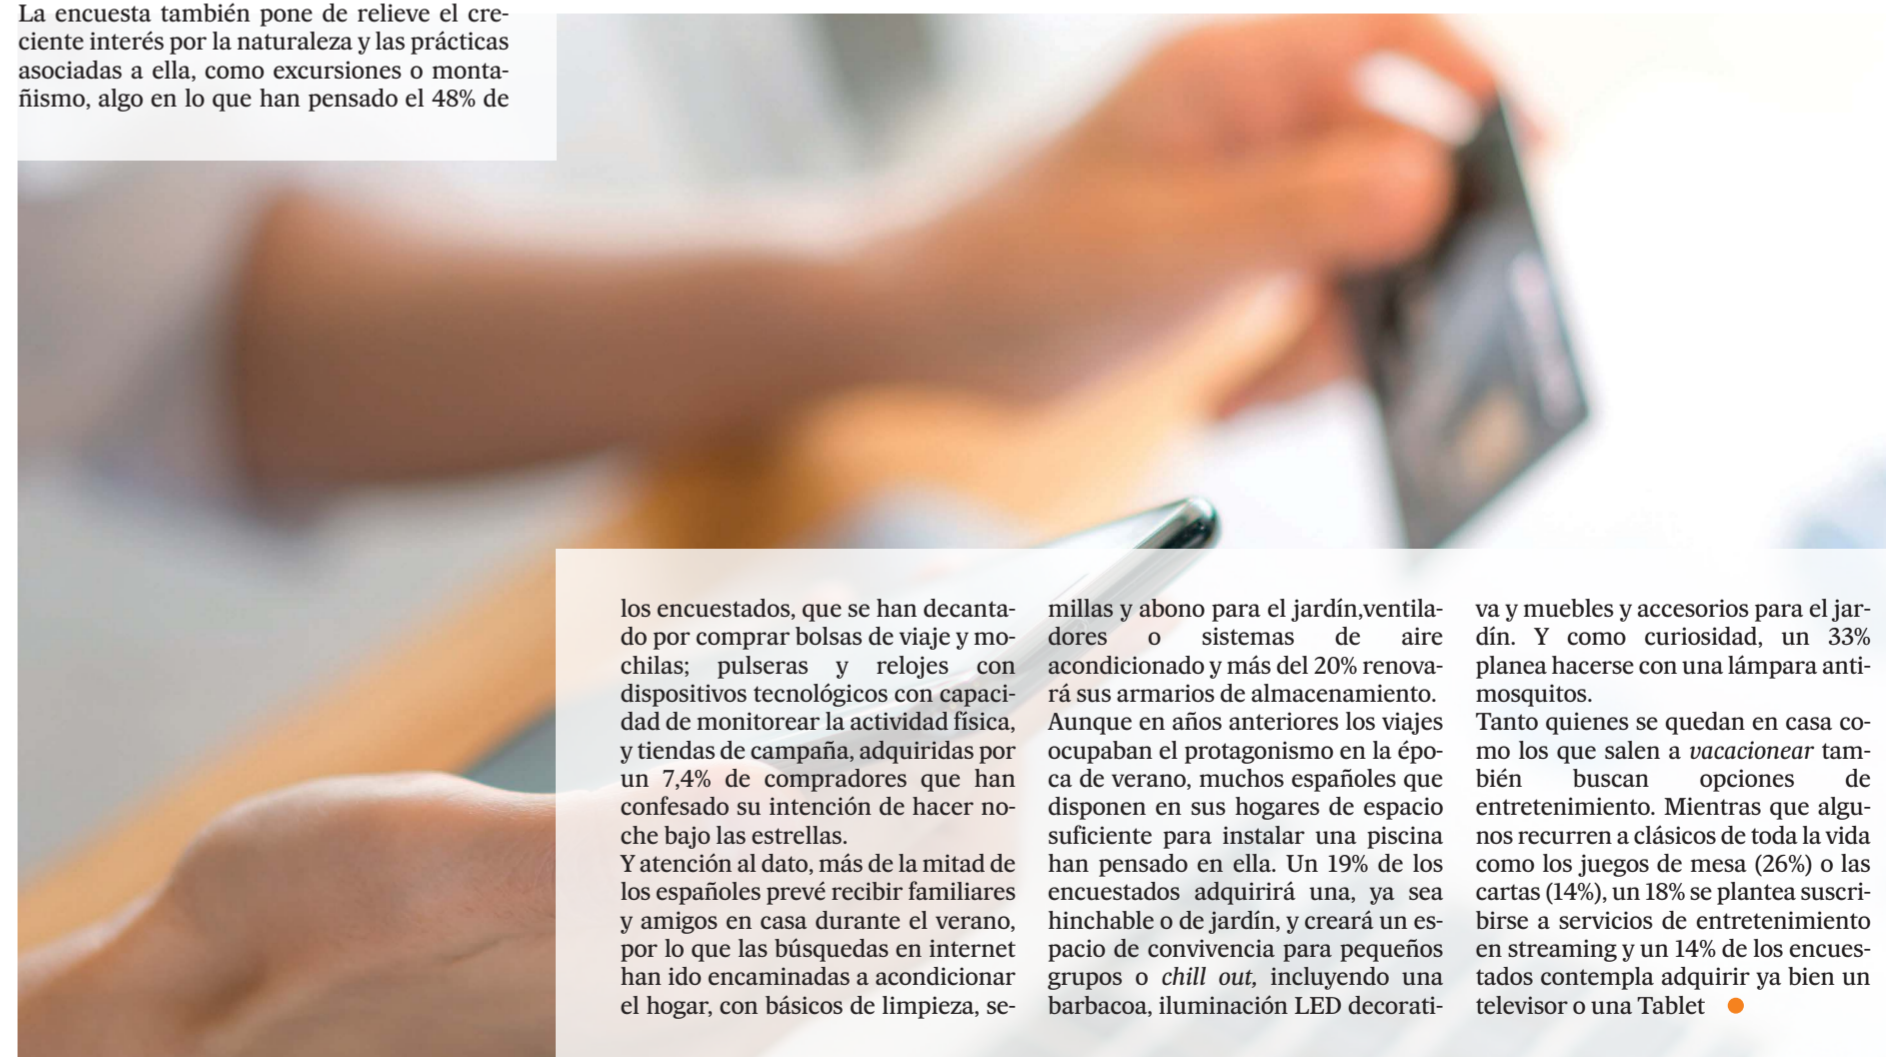 La encuesta también pone de relieve el cre-
ciente interés por la naturaleza y las prácticas
asociadas a ella, como excursiones o monta-
ñismo, algo en lo que han pensado el 48% de
los encuestados, que se han decanta-
do por comprar bolsas de viaje y mo-
chilas; pulseras y relojes con
dispositivos tecnológicos con capaci-
dad de monitorear la actividad física,
y tiendas de campaña, adquiridas por
un 7,4% de compradores que han
confesado su intención de hacer no-
che bajo las estrellas.
Y atención al dato, más de la mitad de
los españoles prevé recibir familiares
y amigos en casa durante el verano,
por lo que las búsquedas en internet
han ido encaminadas a acondicionar
el hogar, con básicos de limpieza, se-
millas y abono para el jardín,ventila-
dores o sistemas de aire
acondicionado y más del 20% renova-
rá sus armarios de almacenamiento.
Aunque en años anteriores los viajes
ocupaban el protagonismo en la épo-
ca de verano, muchos españoles que
disponen en sus hogares de espacio
suficiente para instalar una piscina
han pensado en ella. Un 19% de los
encuestados adquirirá una, ya sea
hinchable o de jardín, y creará un es-
pacio de convivencia para pequeños
grupos o chill out, incluyendo una
barbacoa, iluminación LED decorati-
va y muebles y accesorios para el jar-
dín. Y como curiosidad, un 33%
planea hacerse con una lámpara anti-
mosquitos.
Tanto quienes se quedan en casa co-
mo los que salen a vacacionear tam-
bién buscan opciones de
entretenimiento. Mientras que algu-
nos recurren a clásicos de toda la vida
como los juegos de mesa (26%) o las
cartas (14%), un 18% se plantea suscri-
birse a servicios de entretenimiento
en streaming y un 14% de los encues-
tados contempla adquirir ya bien un
televisor o una Tablet